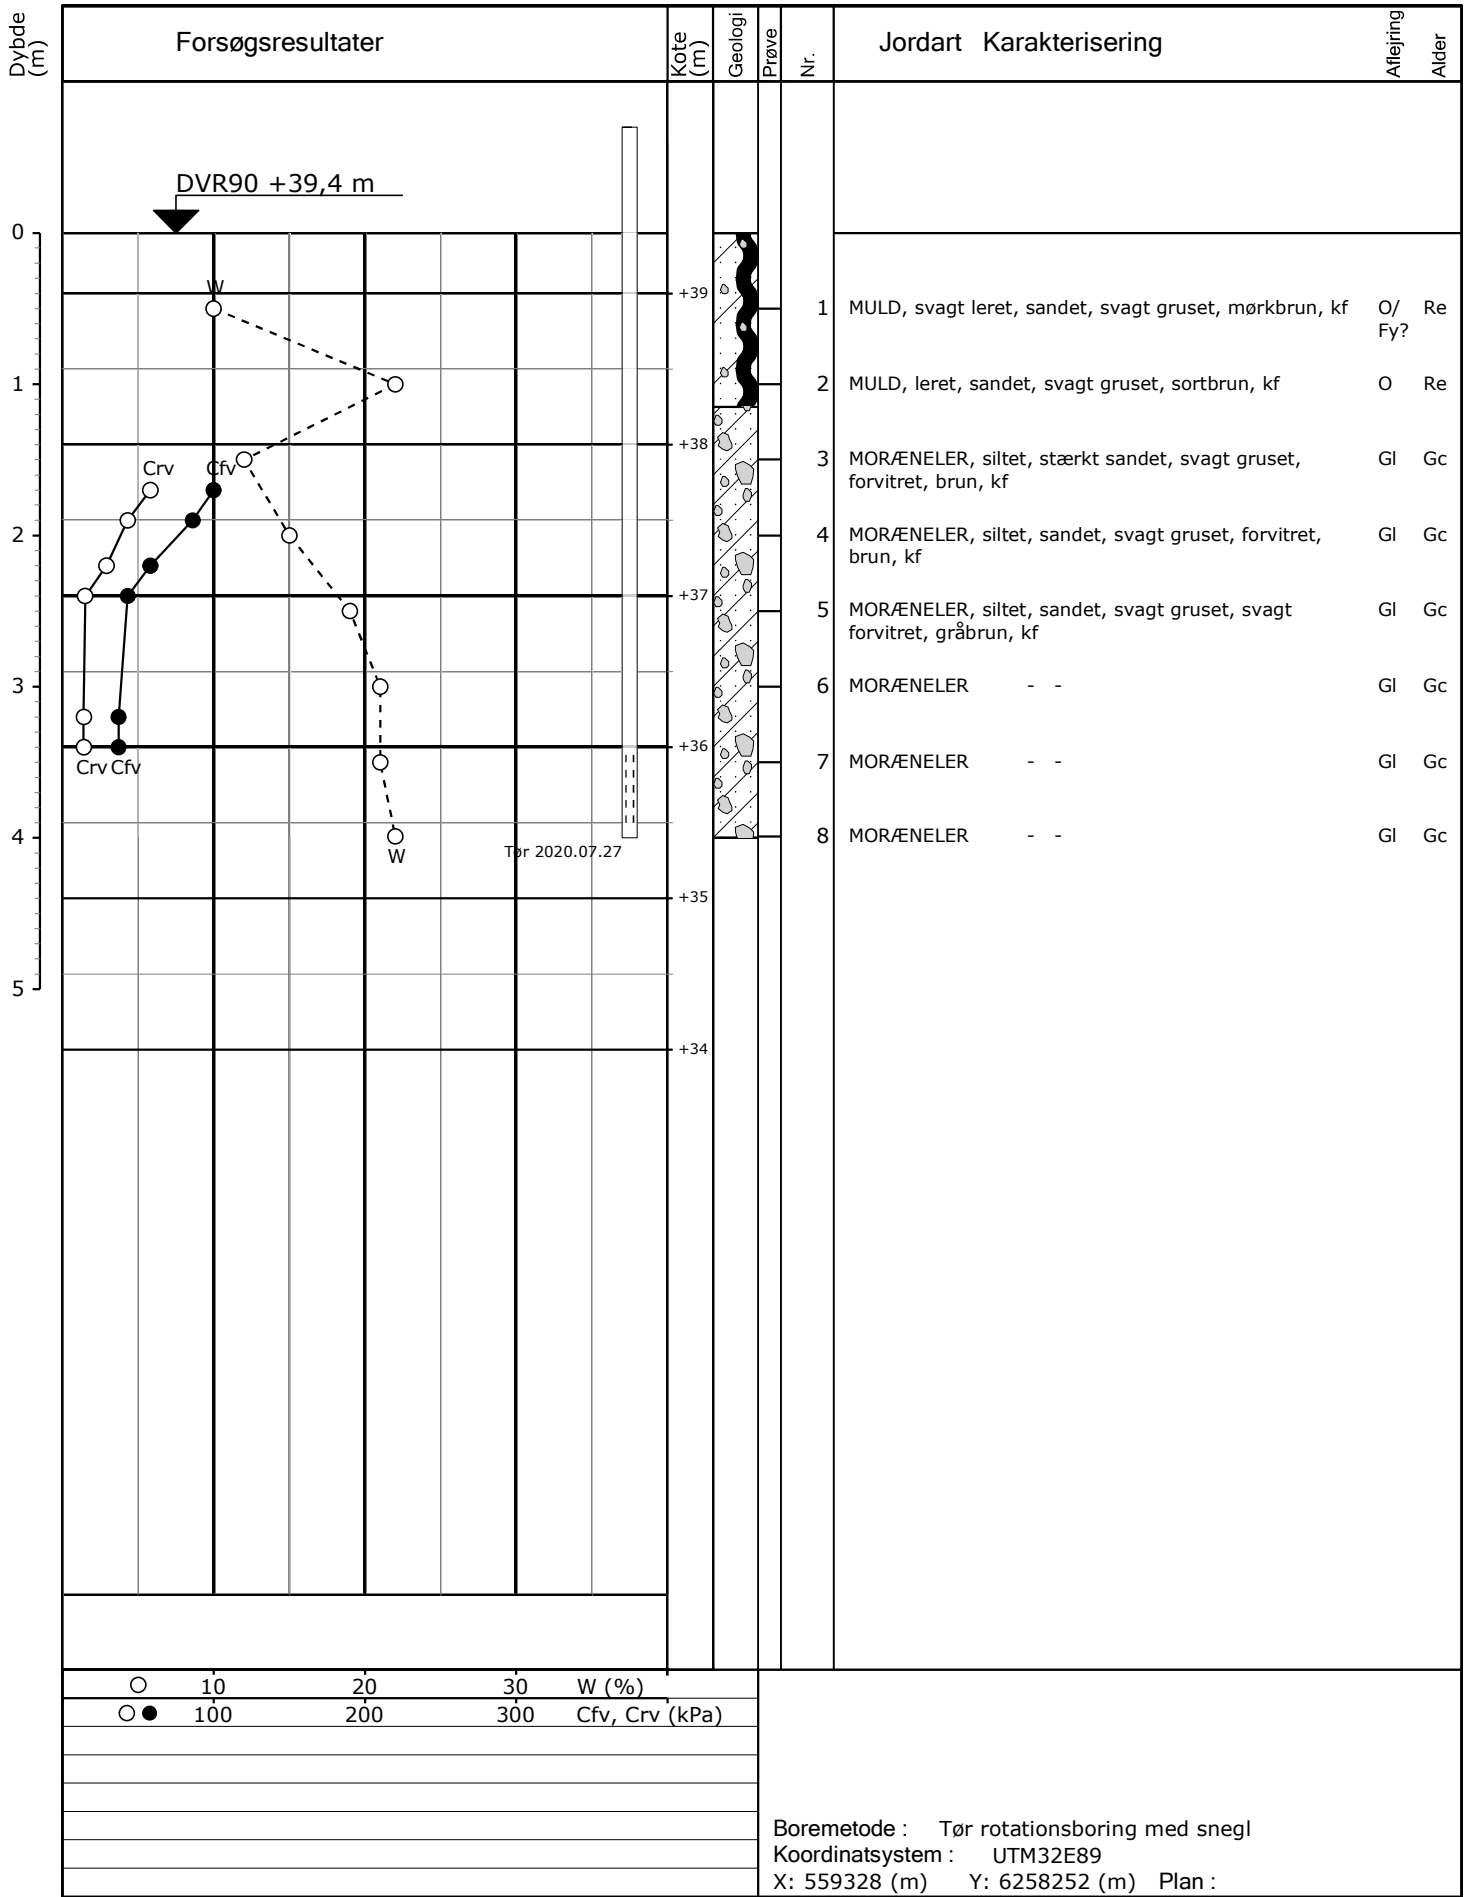 Dybde (m)
Forsøgsresultater
Kote (m)
Geologi
Prøve
Nr.
Jordart Karakterisering
Aflejring
Alder
DVR90 +39,4 m
0
W
+39
1 MULD, svagt leret, sandet, svagt gruset, mørkbrun, kf O/ Re
Fy?
1
2 MULD, leret, sandet, svagt gruset, sortbrun, kf O Re
+38
Crv Cfv
3 MORÆNELER, siltet, stærkt sandet, svagt gruset, Gl Gc
forvitret, brun, kf
2
4 MORÆNELER, siltet, sandet, svagt gruset, forvitret, Gl Gc
brun, kf
+37
5 MORÆNELER, siltet, sandet, svagt gruset, svagt Gl Gc
forvitret, gråbrun, kf
3
6 MORÆNELER - - Gl Gc
+36
Crv Cfv
7 MORÆNELER - - Gl Gc
4
8 MORÆNELER - - Gl Gc
W
Tør 2020.07.27
+35
5
+34
10 20 30 W (%)
100 200 300 Cfv, Crv (kPa)
Boremetode : Tør rotationsboring med snegl
Koordinatsystem : UTM32E89
X: 559328 (m) Y: 6258252 (m) Plan :